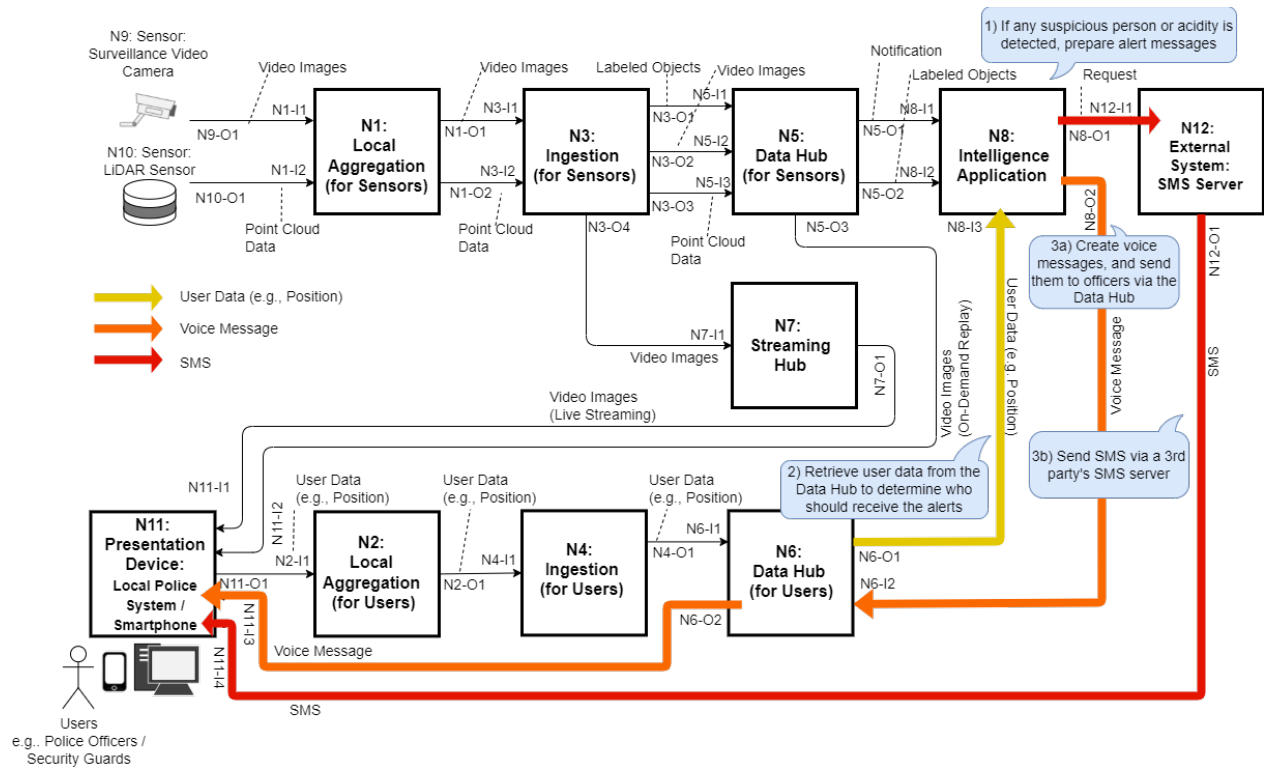 N9: Sensor:
Surveillance Video
Camera
Video Images
N1-I1
N9-O1
N10: Sensor:
LiDAR Sensor
N1-I2
N10-O1
Point Cloud
Data
N1:
Local
Aggregation
(for Sensors)
Video Images
N3-I1
N1-O1
N3-I2
N1-O2
Point Cloud
Data
N3:
Ingestion
(for Sensors)
Labeled Objects
Video Images
N5-I1
N3-O1
N5-I2
N3-O2
N5-I3
N3-O3
Point Cloud
Data
N3-O4
N5:
Data Hub
(for Sensors)
Notification
Labeled Objects
N8-I1
N5-O1
N8-I2
N5-O2
N5-O3
1) If any suspicious person or acidity is
detected, prepare alert messages
N8:
Intelligence
Application
N8-I3
Request
N12-I1
N8-O1
N8-O2
N12:
External
System:
SMS Server
N12-O1
3a) Create voice
messages, and send
them to officers via the
Data Hub
User Data (e.g., Position)
Voice Message
SMS
N7-I1
Video Images
N7:
Streaming
Hub
N7-O1
Video Images
(On-Demand Replay)
User Data (e.g. Position)
Voice Message
SMS
Video Images
(Live Streaming)
3b) Send SMS via a 3rd
party's SMS server
2) Retrieve user data from the
Data Hub to determine who
should receive the alerts
N11-I1
N11-I2
N11:
Presentation
Device:
Local Police
System /
Smartphone
User Data
(e.g., Position)
N2-I1
N11-O1
N11-I3
N11-I4
N2:
Local
Aggregation
(for Users)
User Data
(e.g., Position)
N4-I1
N2-O1
N4:
Ingestion
(for Users)
User Data
(e.g., Position)
N6-I1
N4-O1
N6:
Data Hub
(for Users)
N6-O1
N6-I2
N6-O2
Voice Message
SMS
Users
e.g.. Police Officers /
Security Guards